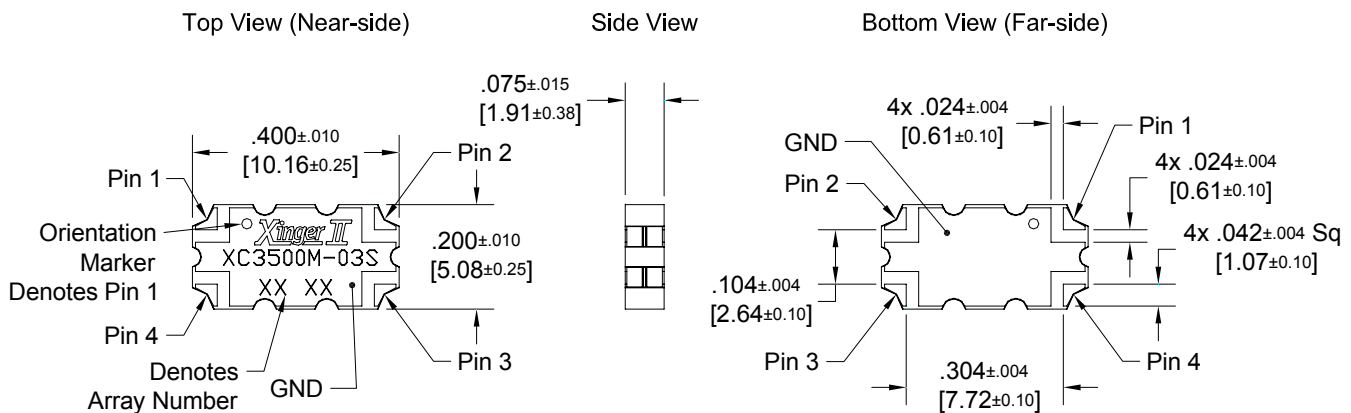 Top View (Near-side)
Side View
Bottom View (Far-side)
.400±.010
[10.16±0.25]
Pin 1
Pin 2
Orientation
Marker
Denotes Pin 1
Xinger II
XC3500M-03S
XX XX
.200±.010
[5.08±0.25]
Pin 4
Pin 3
Denotes
Array Number
GND
.075±.015
[1.91±0.38]
4x .024±.004
[0.61±0.10]
GND
Pin 1
Pin 2
4x .024±.004
[0.61±0.10]
4x .042±.004 Sq
[1.07±0.10]
.104±.004
[2.64±0.10]
Pin 3
Pin 4
.304±.004
[7.72±0.10]